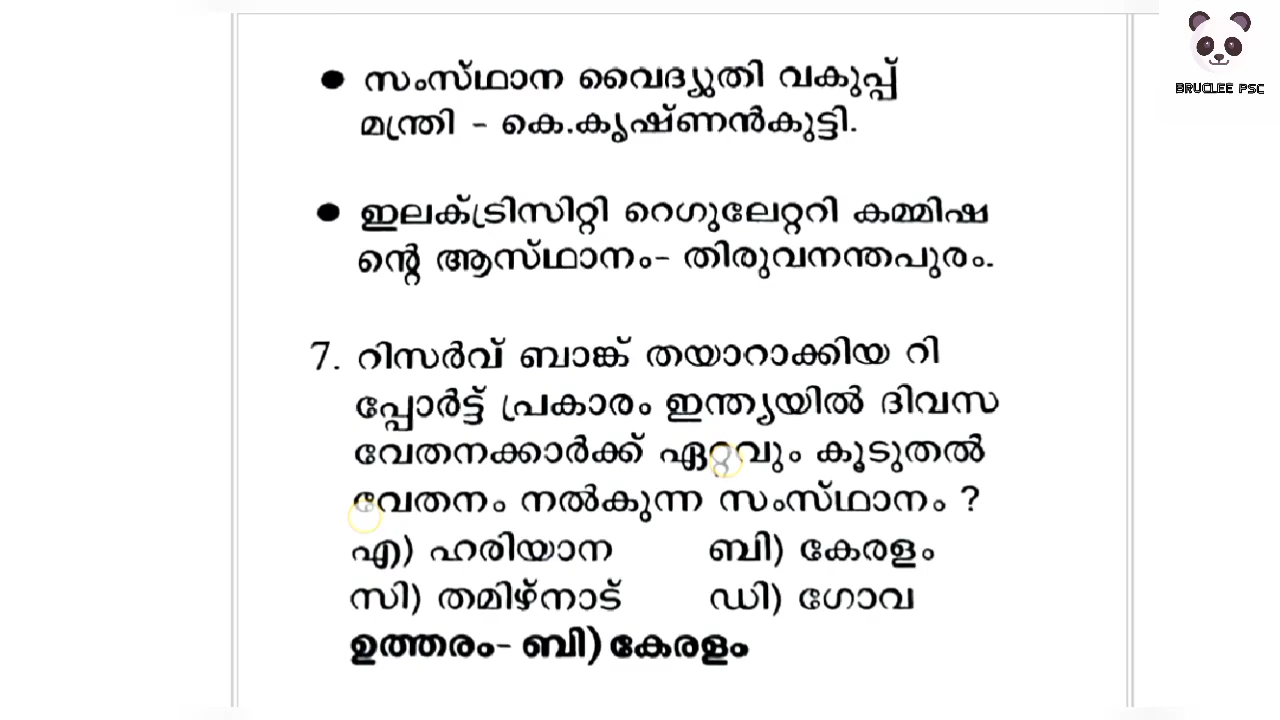 BRUCLEE PSC
● സംസ്ഥാന വൈദ്യുതി വകുപ്പ്
മന്ത്രി - കെ.കൃഷ്ണൻകുട്ടി.
● ഇലക്ട്രിസിറ്റി റെഗുലേറ്ററി കമ്മിഷ
ന്റെ ആസ്ഥാനം- തിരുവനന്തപുരം.
7. റിസർവ് ബാങ്ക് തയാറാക്കിയ റി
പ്പോർട്ട് പ്രകാരം ഇന്ത്യയിൽ ദിവസ
വേതനക്കാർക്ക് ഏറ്റവും കൂടുതൽ
വേതനം നൽകുന്ന സംസ്ഥാനം ?
എ) ഹരിയാന ബി) കേരളം
സി) തമിഴ്നാട് ഡി) ഗോവ
ഉത്തരം- ബി) കേരളം